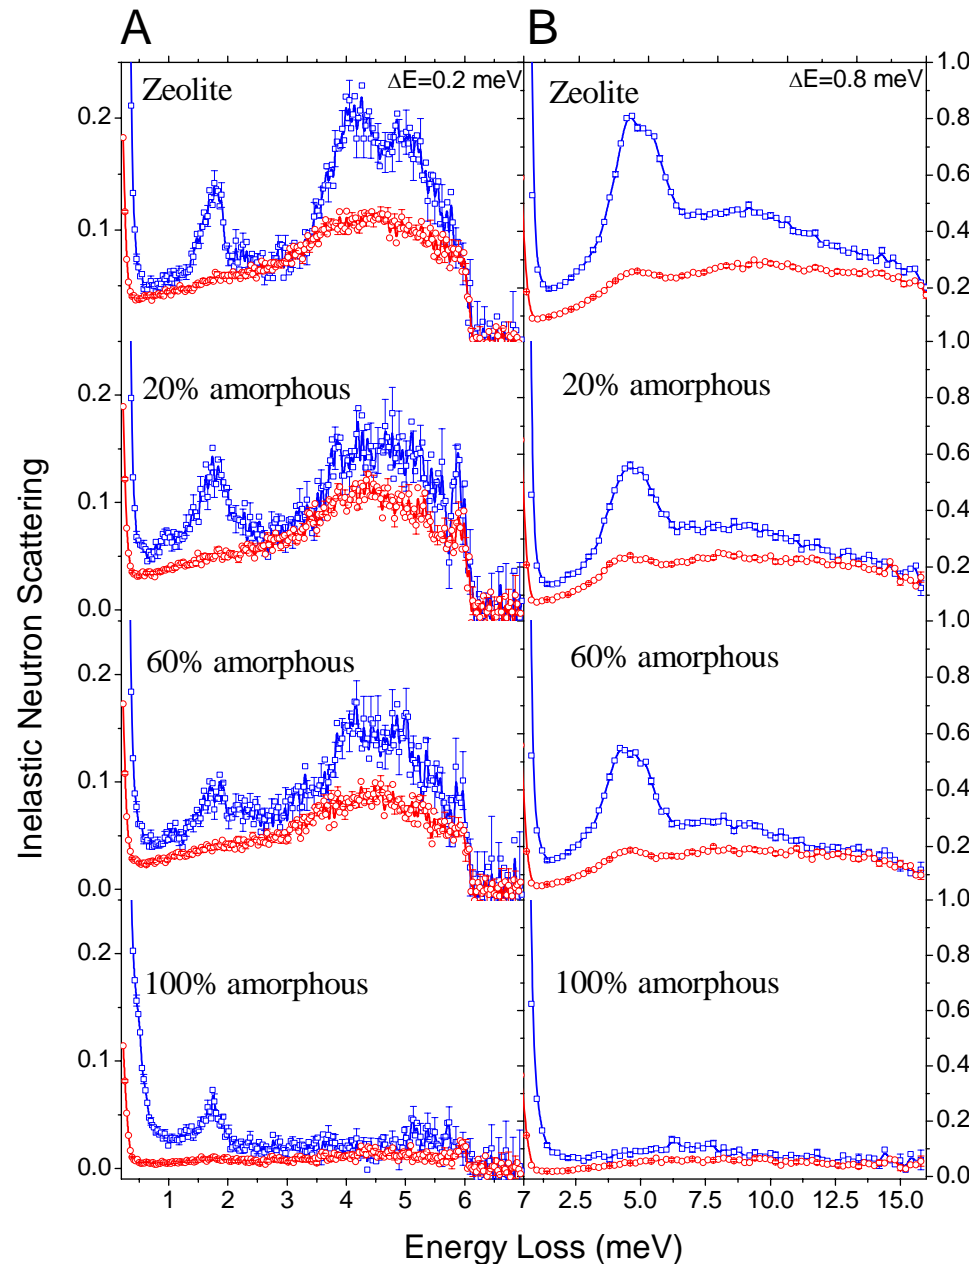 A
B
Zeolite
ΔE=0.2 meV
Zeolite
ΔE=0.8 meV
1.0
0.2
0.8
0.6
0.1
0.4
0.2
1.0
20% amorphous
20% amorphous
0.2
0.8
0.6
0.1
0.4
0.2
0.0
1.0
60% amorphous
60% amorphous
0.2
0.8
0.6
0.1
0.4
0.2
0.0
1.0
100% amorphous
100% amorphous
0.2
0.8
0.6
0.1
0.4
0.2
0.0
0.0
1 2 3 4 5 6 7 2.5 5.0 7.5 10.0 12.5 15.0
Inelastic Neutron Scattering
Energy Loss (meV)